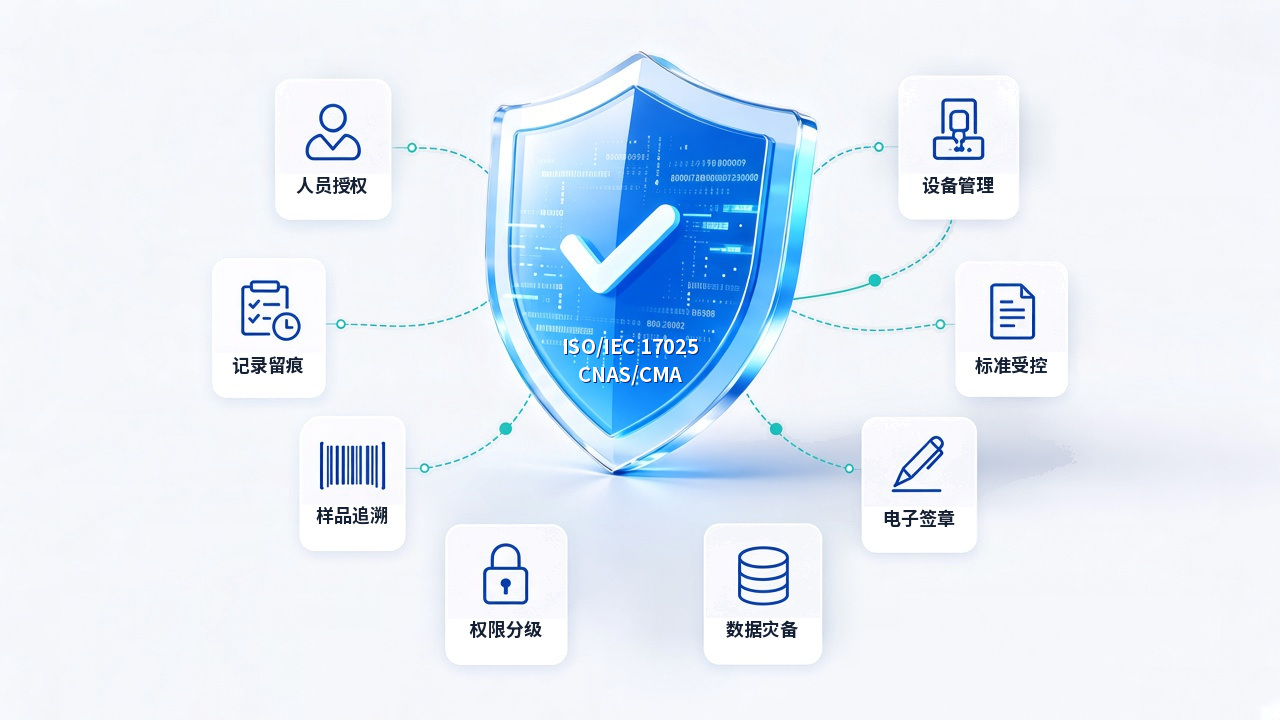 人员授权
设备管理
记录留痕
标准受控
ISO/IEC 17025
CNAS/CMA
样品追溯
电子签章
权限分级
数据灾备